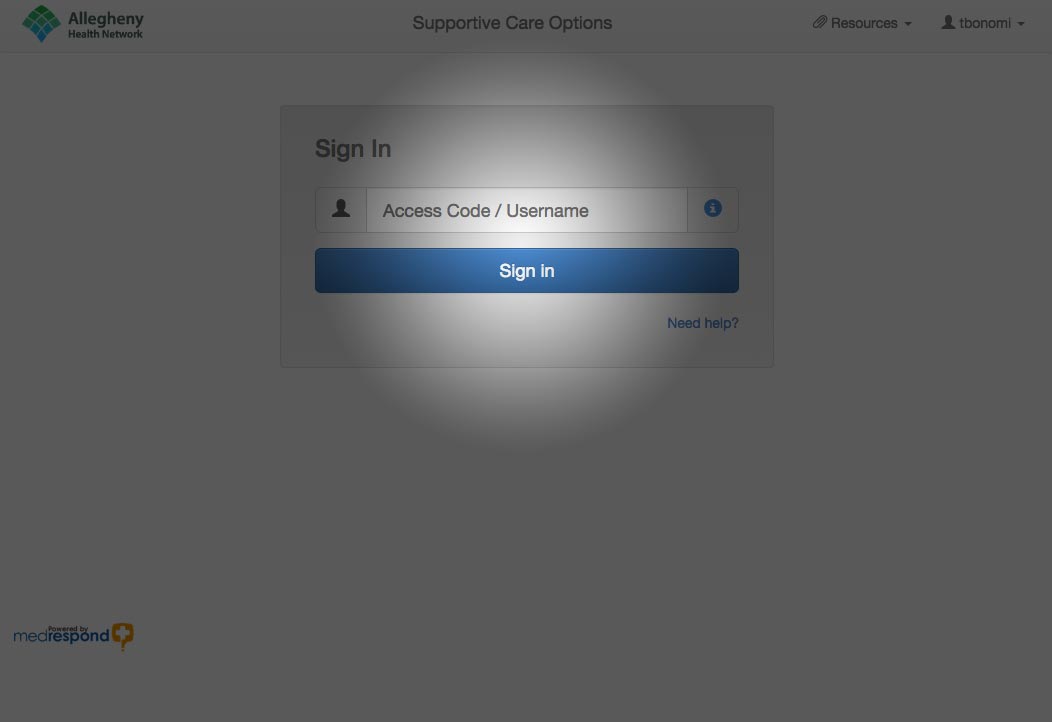 Allegheny
Health Network
Supportive Care Options
Resources
tbonomi
Sign In
Access Code / Username
Sign in
Need help?
Powered by
medrespond